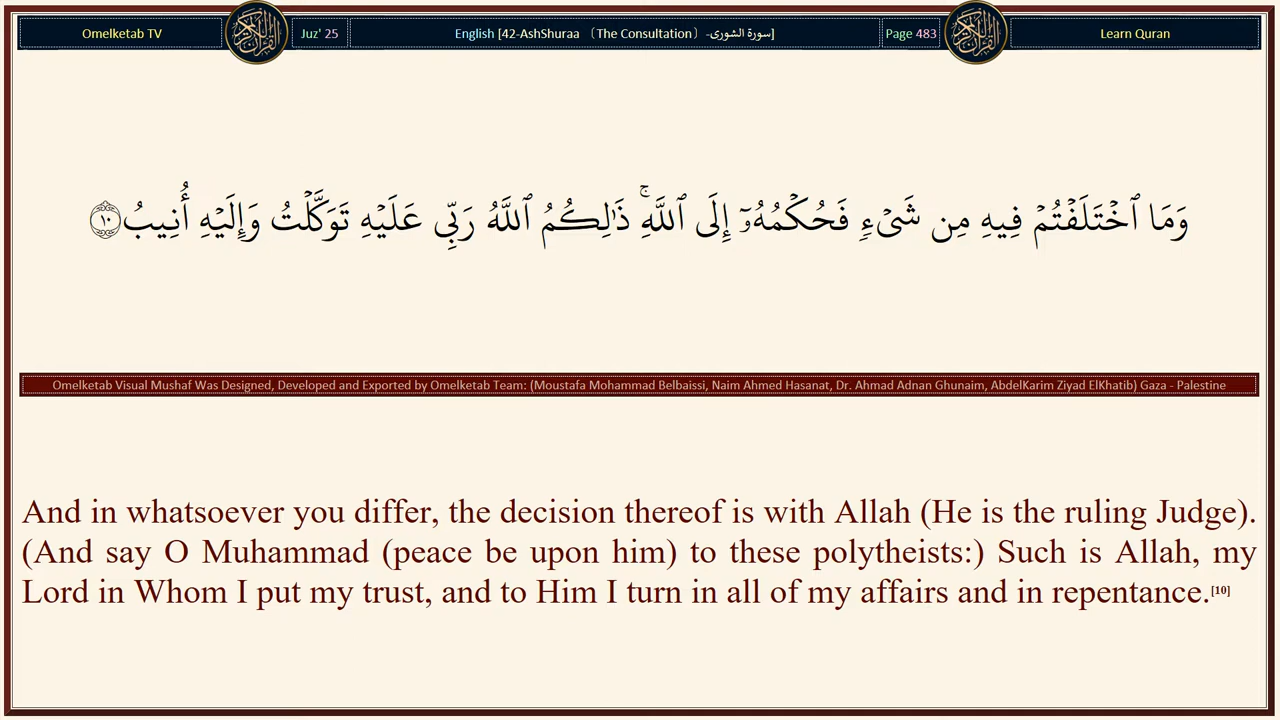 Omelketab TV
Juz' 25
English [42-AshShuraa （The Consultation）-سورة الشورى]
Page 483
Learn Quran
وَمَا ٱخْتَلَفْتُمْ فِيهِ مِن شَىْءٍ فَحُكْمُهُۥٓ إِلَى ٱللَّهِ ۚ ذَٰلِكُمُ ٱللَّهُ رَبِّى عَلَيْهِ تَوَكَّلْتُ وَإِلَيْهِ أُنِيبُ ١٠
Omelketab Visual Mushaf Was Designed, Developed and Exported by Omelketab Team: (Moustafa Mohammad Belbaissi, Naim Ahmed Hasanat, Dr. Ahmad Adnan Ghunaim, AbdelKarim Ziyad ElKhatib) Gaza - Palestine
And in whatsoever you differ, the decision thereof is with Allah (He is the ruling Judge).
(And say O Muhammad (peace be upon him) to these polytheists:) Such is Allah, my
Lord in Whom I put my trust, and to Him I turn in all of my affairs and in repentance.[10]